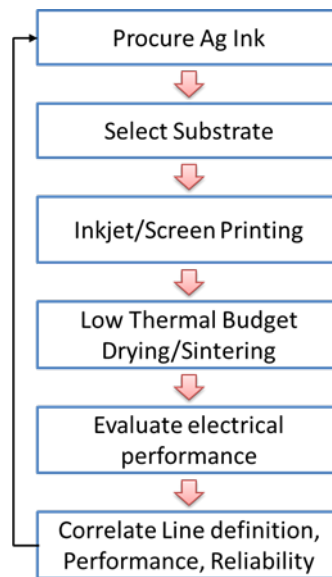 Procure Ag Ink
Select Substrate
Inkjet/Screen Printing
Low Thermal Budget
Drying/Sintering
Evaluate electrical
performance
Correlate Line definition,
Performance, Reliability